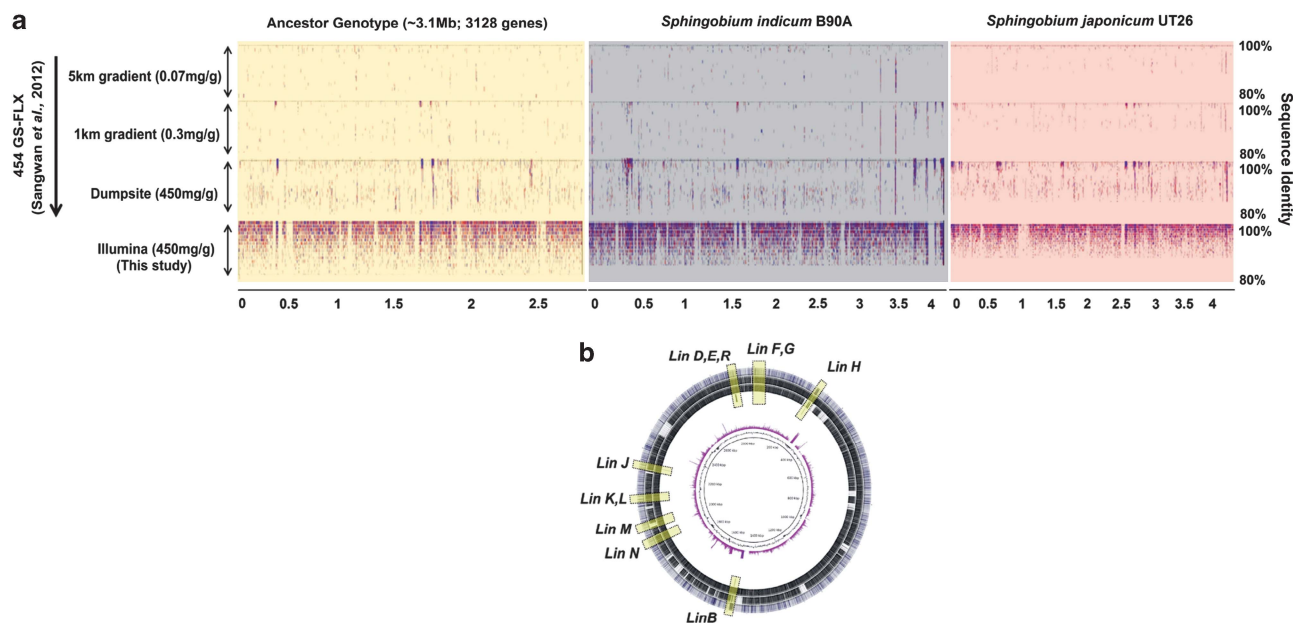 a
Ancestor Genotype (~3.1Mb; 3128 genes)
Sphingobium indicum B90A
Sphingobium japonicum UT26
454 GS-FLX
(Sangwan et al., 2012)
5km gradient (0.07mg/g)
1km gradient (0.3mg/g)
Dumpsite (450mg/g)
Illumina (450mg/g)
(This study)
100%
80%
100%
80%
100%
80%
100%
80%
Sequence Identity
0 0.5 1 1.5 2 2.5
0 0.5 1 1.5 2 2.5 3 3.5 4
0 0.5 1 1.5 2 2.5 3 3.5 4
b
Lin D,E,R
Lin F,G
Lin H
Lin J
Lin K,L
Lin M
Lin N
LinB